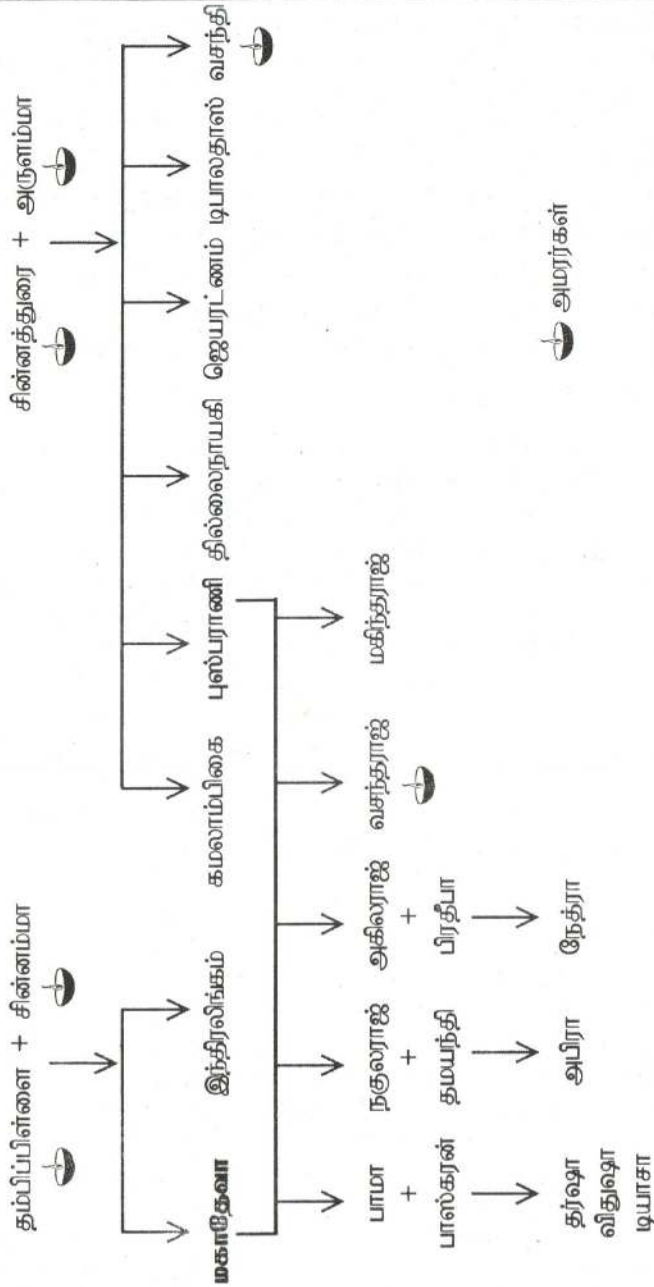 தம்பிப்பிள்ளை + சின்னம்மா
சின்னத்துரை + அருளம்மா
மகாதேவா
இந்திரலிங்கம்
கமலாம்பிகை
புஸ்பராணி
தில்லைநாயகி
ஜெயரட்ணம்
டிபாலதாஸ்
வசந்தி
பாமா
+
பாஸ்கரன்
நகுலராஜ்
+
தமயந்தி
அகிலராஜ்
+
பிரதீபா
வசந்தராஜ்
மகிந்தராஜ்
தர்ஷா
விதுஷா
டியாசா
அபிரா
நேத்ரா
அமரர்கள்